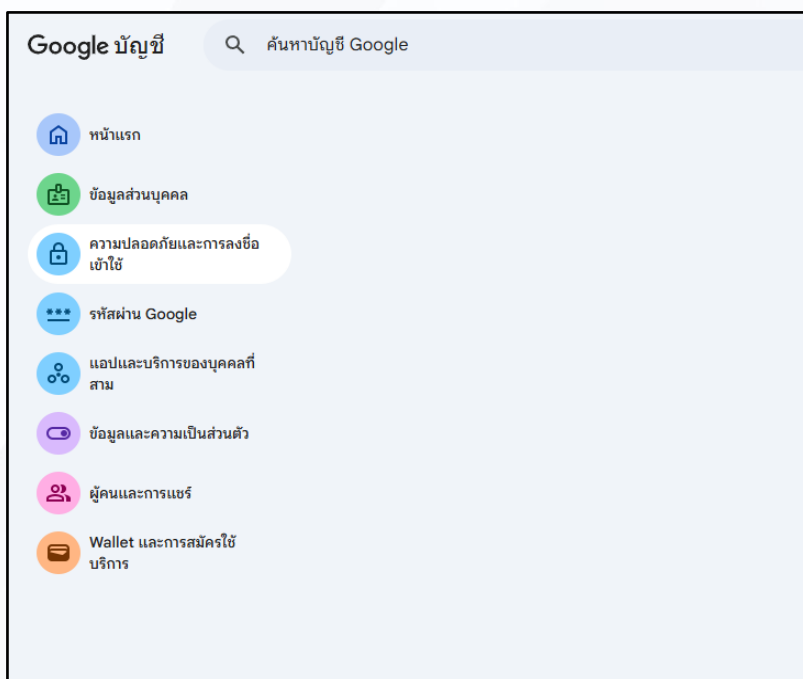 Google บัญชี
ค้นหาบัญชี Google
หน้าแรก
ข้อมูลส่วนบุคคล
ความปลอดภัยและการลงชื่อ
เข้าใช้
รหัสผ่าน Google
แอปและบริการของบุคคลที่
สาม
ข้อมูลและความเป็นส่วนตัว
ผู้คนและการแชร์
Wallet และการสมัครใช้
บริการ